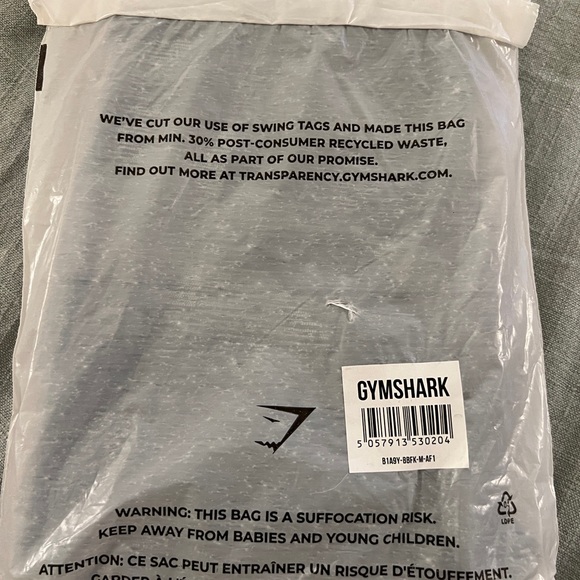 WE'VE CUT OUR USE OF SWING TAGS AND MADE THIS BAG
FROM MIN. 30% POST-CONSUMER RECYCLED WASTE,
ALL AS PART OF OUR PROMISE.
FIND OUT MORE AT TRANSPARENCY.GYMSHARK.COM.
GYMSHARK
5 057913 530204
B1A9Y-BBFK-M-AF1
LDPE
WARNING: THIS BAG IS A SUFFOCATION RISK.
KEEP AWAY FROM BABIES AND YOUNG CHILDREN.
ATTENTION: CE SAC PEUT ENTRAÎNER UN RISQUE D'ÉTOUFFEMENT.